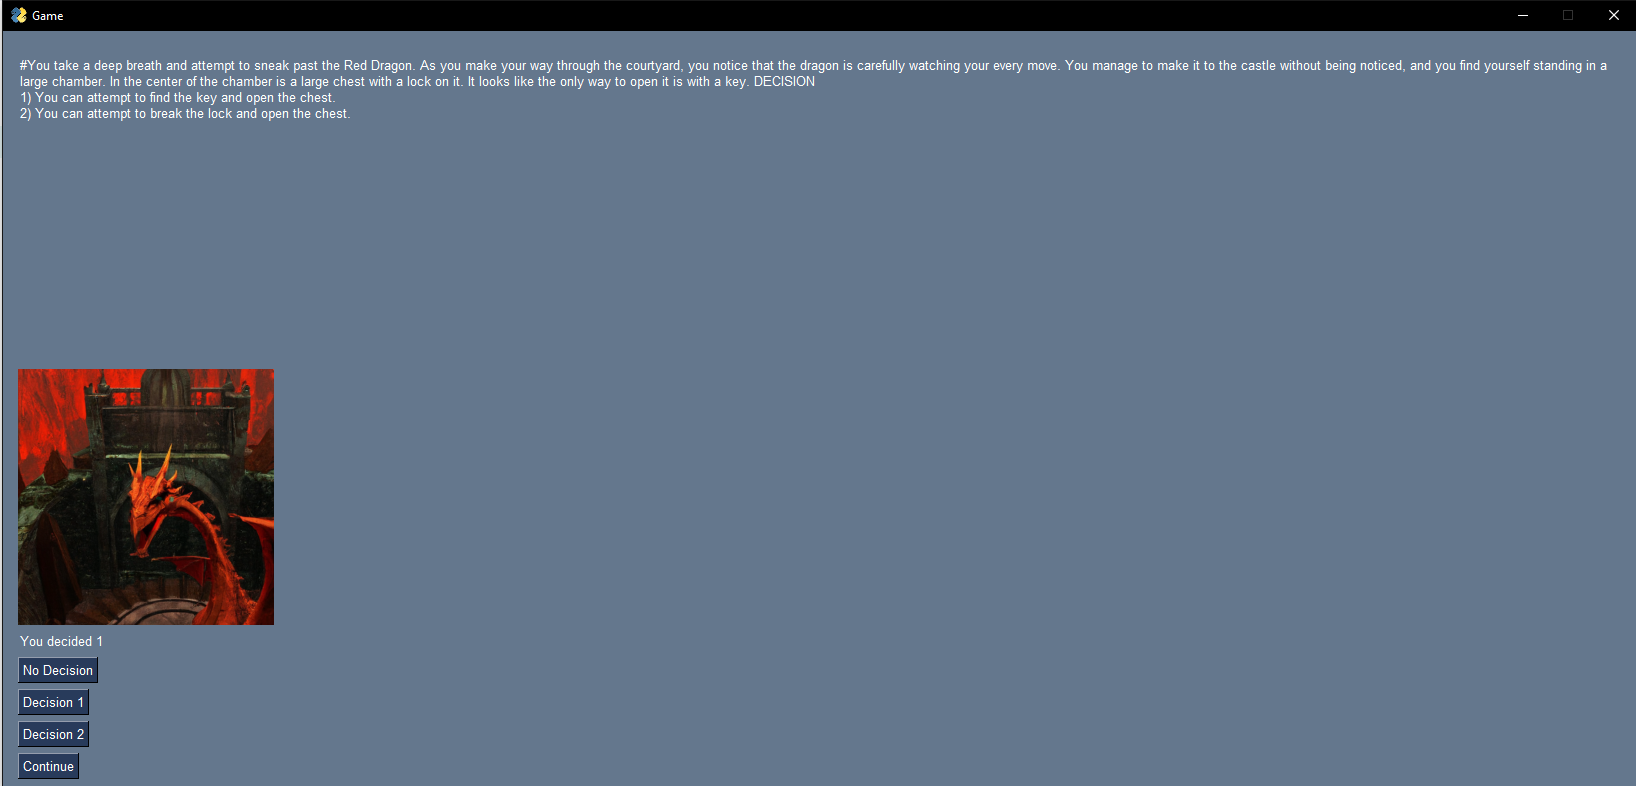 Game
#You take a deep breath and attempt to sneak past the Red Dragon. As you make your way through the courtyard, you notice that the dragon is carefully watching your every move. You manage to make it to the castle without being noticed, and you find yourself standing in a
large chamber. In the center of the chamber is a large chest with a lock on it. It looks like the only way to open it is with a key. DECISION
1) You can attempt to find the key and open the chest.
2) You can attempt to break the lock and open the chest.
You decided 1
No Decision
Decision 1
Decision 2
Continue